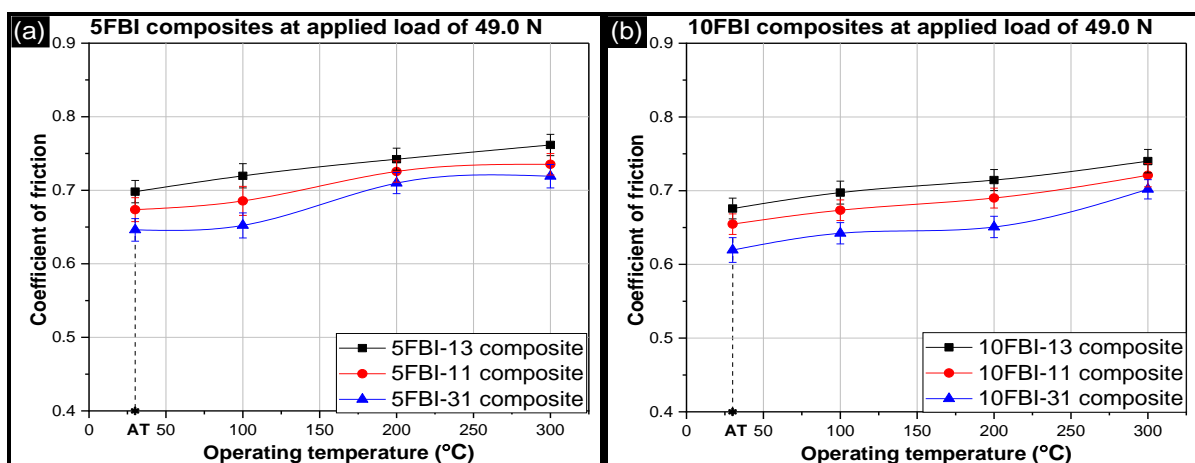 (a)
5FBI composites at applied load of 49.0 N
0.9
0.8
0.7
0.6
0.5
0.4
Coefficient of friction
5FBI-13 composite
5FBI-11 composite
5FBI-31 composite
0 AT 50 100 150 200 250 300
Operating temperature (°C)
(b)
10FBI composites at applied load of 49.0 N
0.9
0.8
0.7
0.6
0.5
0.4
Coefficient of friction
10FBI-13 composite
10FBI-11 composite
10FBI-31 composite
0 AT 50 100 150 200 250 300
Operating temperature (°C)